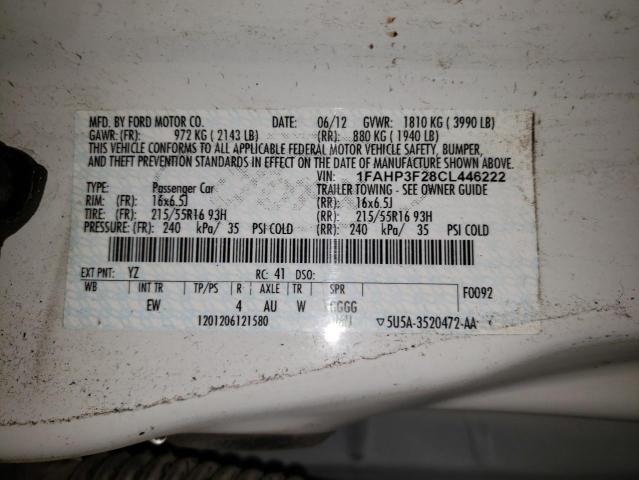 MFD. BY FORD MOTOR CO. DATE: 06/12 GVWR: 1810 KG ( 3990 LB)
GAWR: (FR): 972 KG ( 2143 LB) (RR): 880 KG ( 1940 LB)
THIS VEHICLE CONFORMS TO ALL APPLICABLE FEDERAL MOTOR VEHICLE SAFETY, BUMPER,
AND THEFT PREVENTION STANDARDS IN EFFECT ON THE DATE OF MANUFACTURE SHOWN ABOVE.
VIN: 1FAHP3F28CL446222
TYPE: Passenger Car TRAILER TOWING - SEE OWNER GUIDE
RIM: (FR): 16x6.5J (RR): 16x6.5J
TIRE: (FR): 215/55R16 93H (RR): 215/55R16 93H
PRESSURE: (FR): 240 kPa/ 35 PSI COLD (RR): 240 kPa/ 35 PSI COLD
EXT PNT: YZ RC: 41 DSO:
WB INT TR TP/PS R AXLE TR SPR F0092
EW 4 AU W GGGG
1201206121580 ▽5U5A-3520472-AA